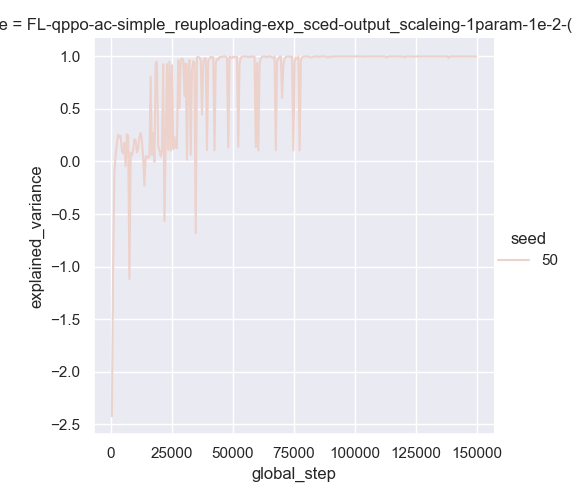 e = FL-qppo-ac-simple_reuploading-exp_sced-output_scaleing-1param-1e-2-(
1.0
0.5
0.0
−0.5
−1.0
−1.5
−2.0
−2.5
explained_variance
0 25000 50000 75000 100000 125000 150000
global_step
seed
50